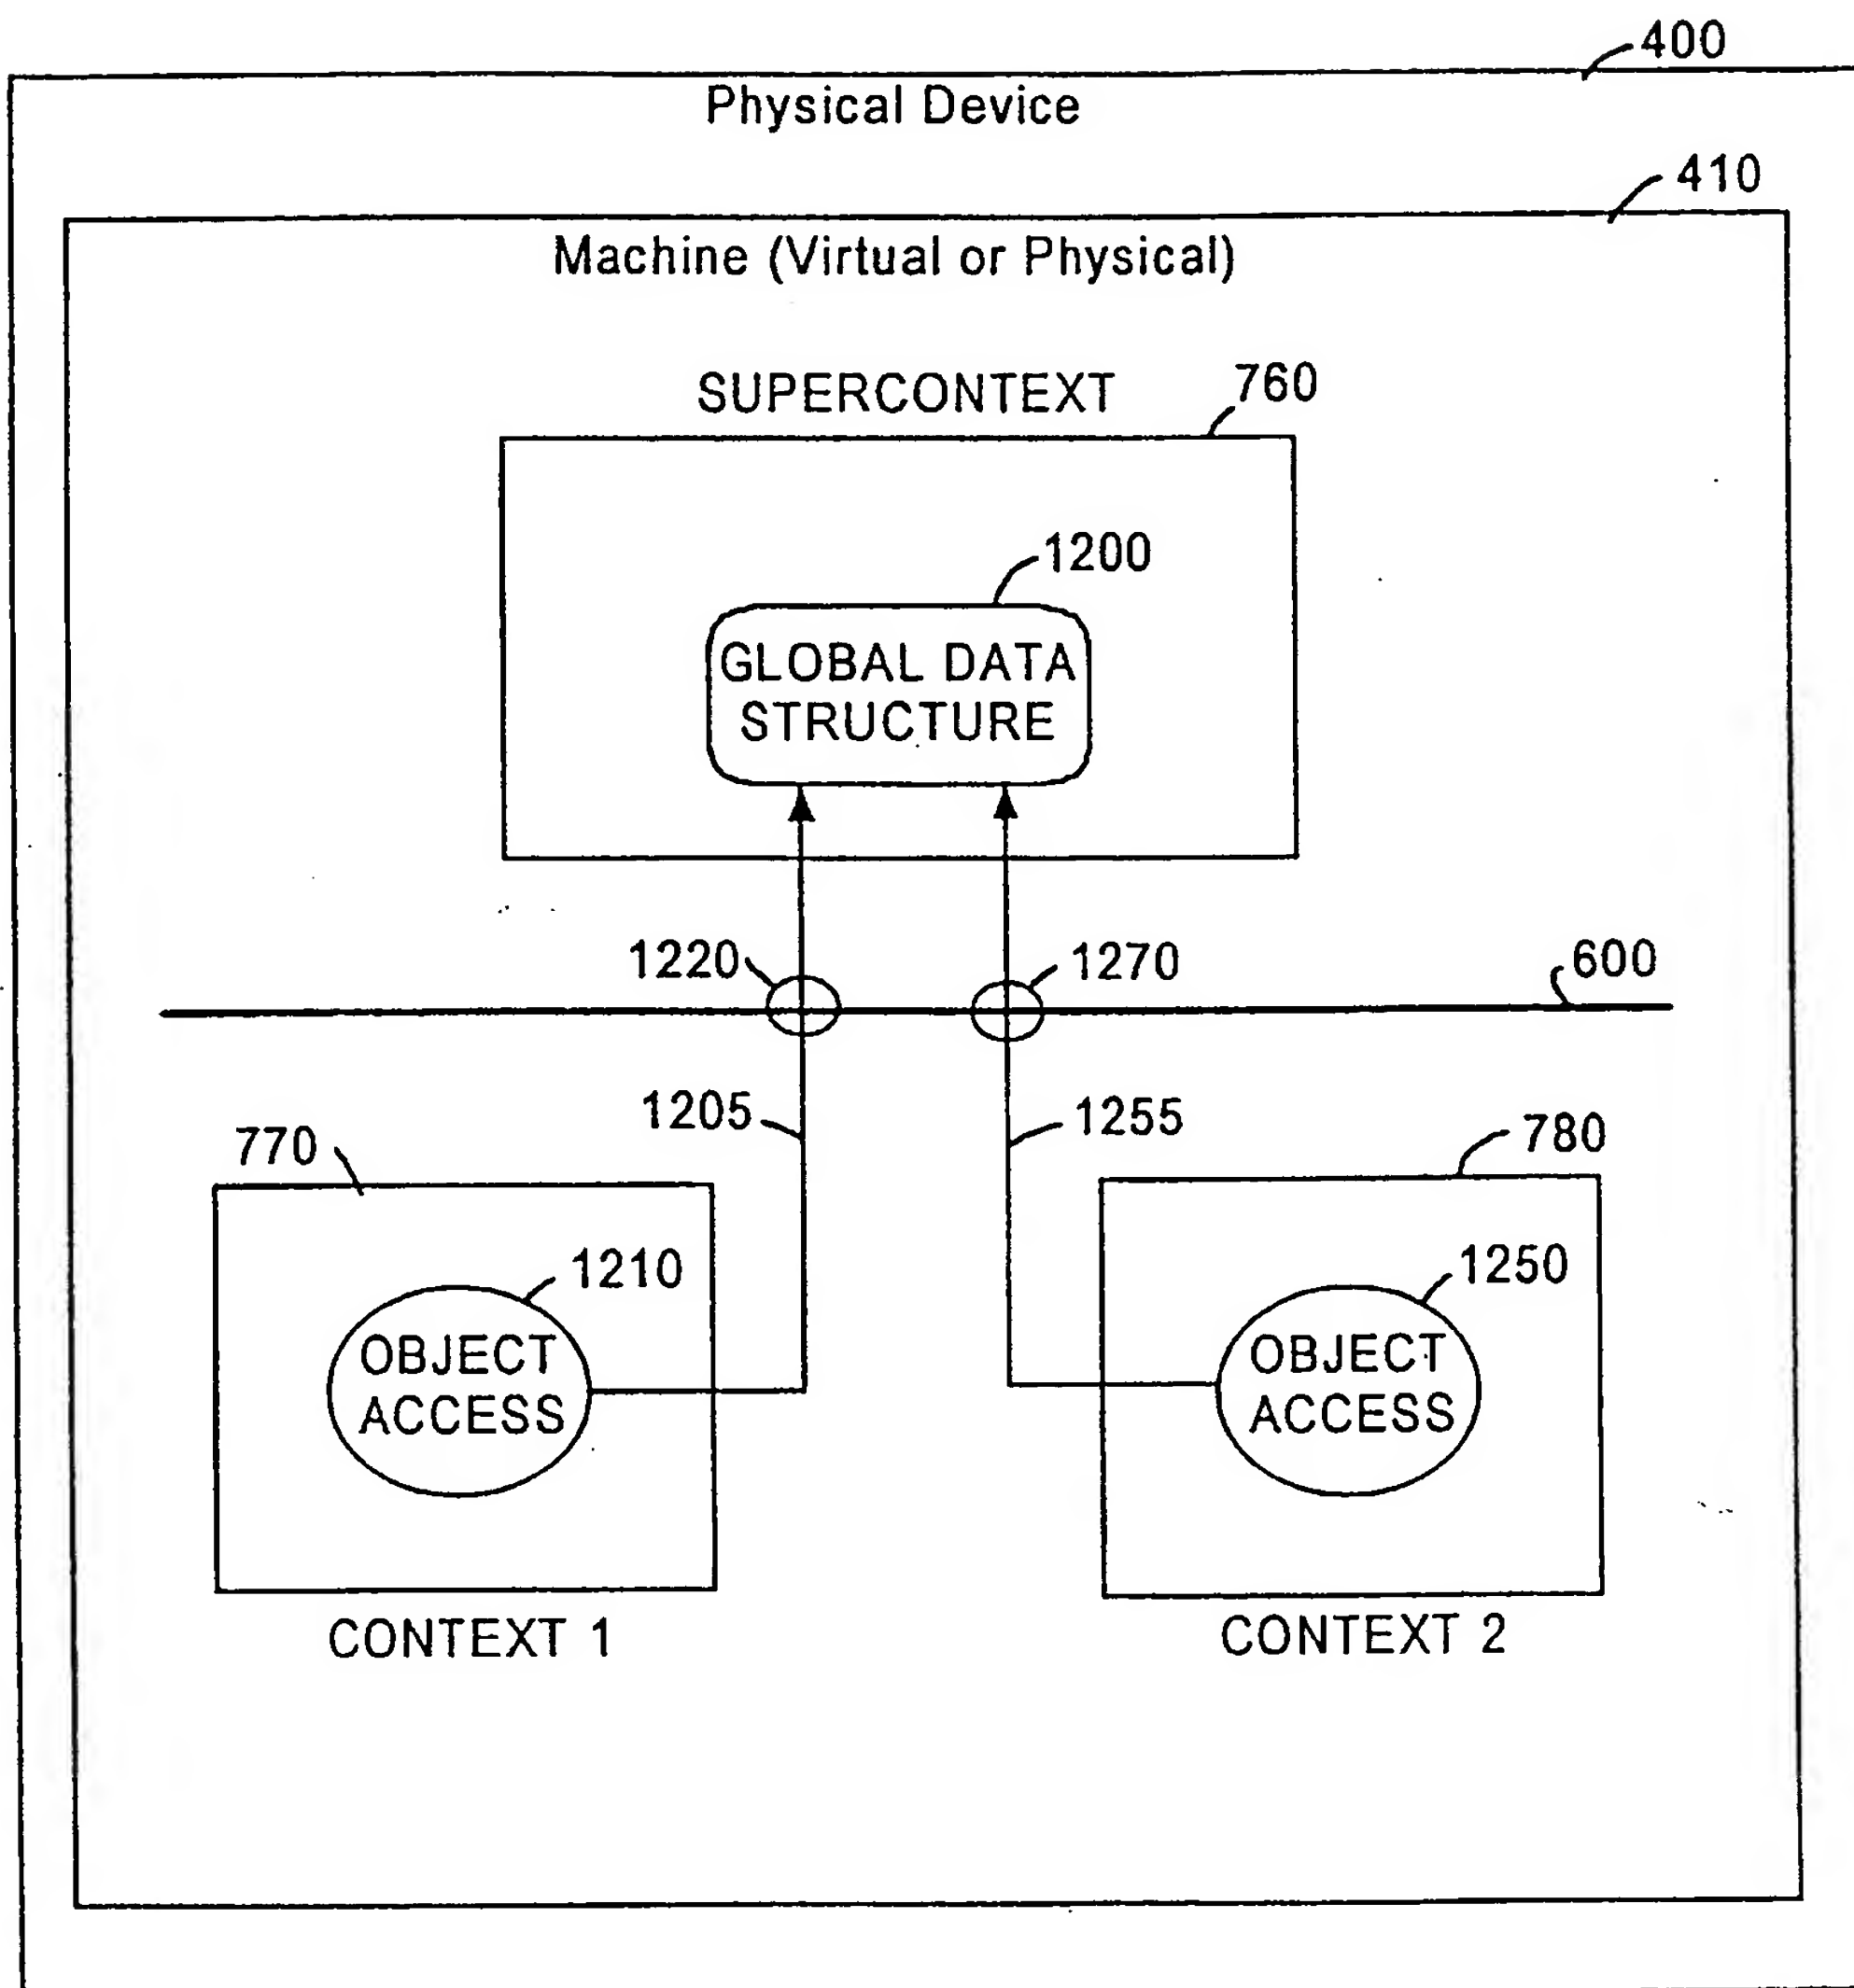 400
Physical Device
410
Machine (Virtual or Physical)
SUPERCONTEXT
760
1200
GLOBAL DATA
STRUCTURE
1220
1270
600
1205
1255
770
780
1210
1250
OBJECT
ACCESS
OBJECT
ACCESS
CONTEXT 1
CONTEXT 2